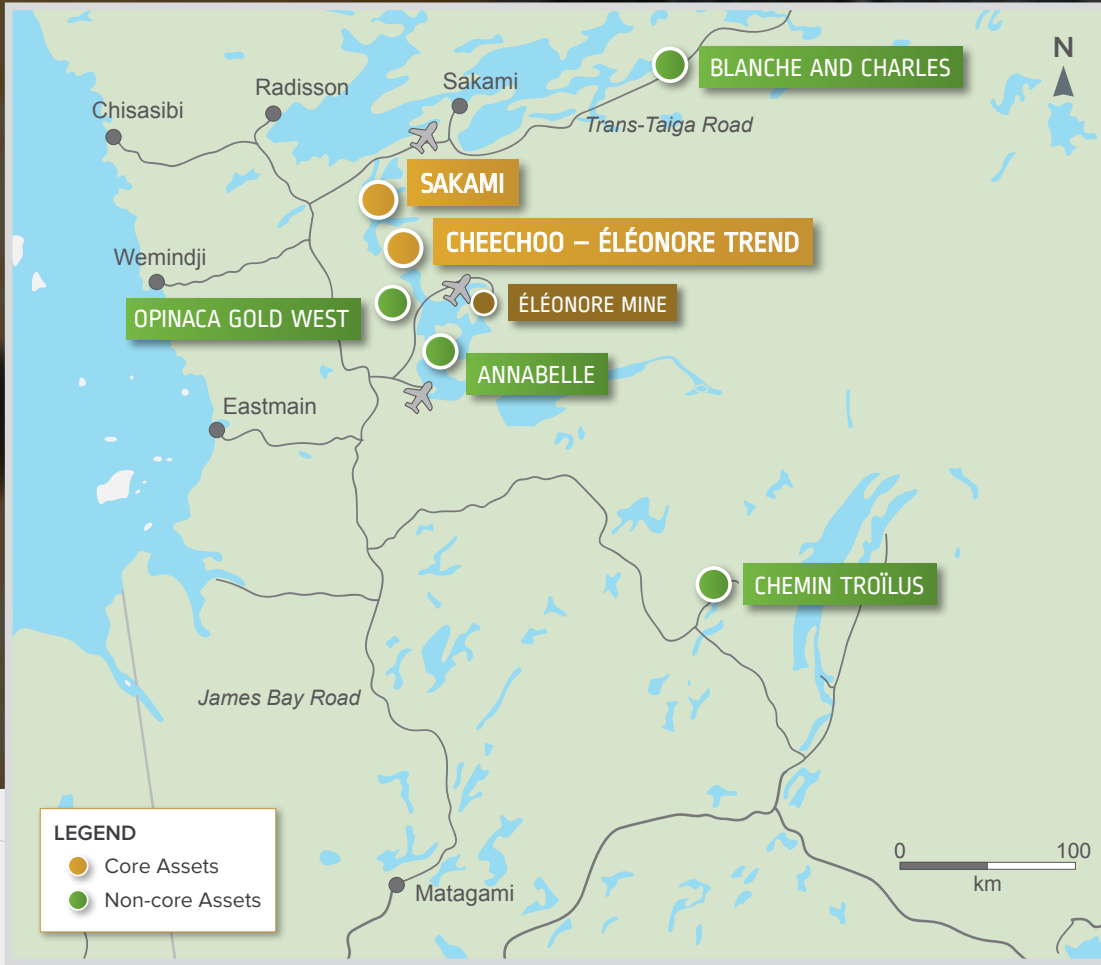 N
BLANCHE AND CHARLES
Radisson
Sakami
Chisasibi
Trans-Taiga Road
SAKAMI
CHEECHOO – ÉLÉONORE TREND
Wemindji
ÉLÉONORE MINE
OPINACA GOLD WEST
ANNABELLE
Eastmain
CHEMIN TROÏLUS
James Bay Road
LEGEND
Core Assets
Non-core Assets
Matagami
0 100
km